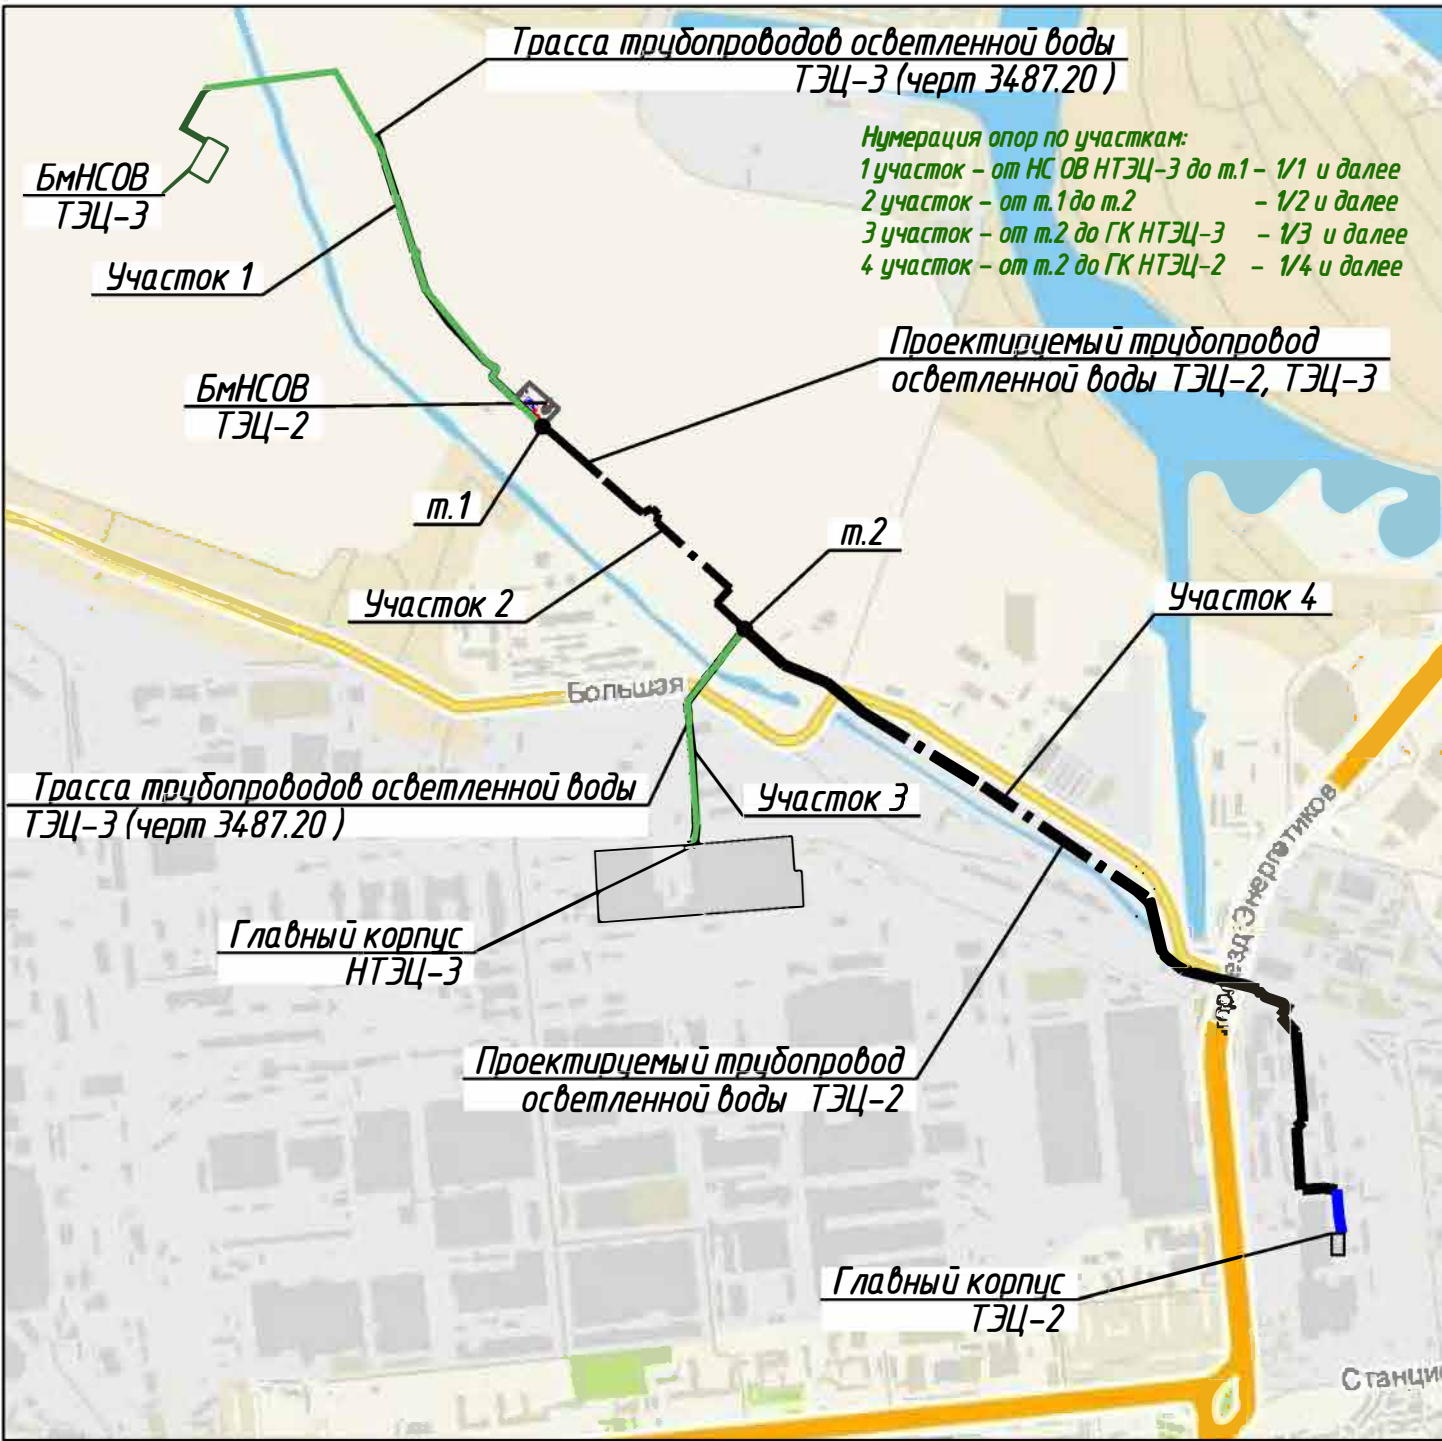 Трасса трубопроводов осветленной воды
ТЭЦ-3 (черт 3487.20 )
Нумерация опор по участкам:
1 участок - от НС ОВ НТЭЦ-3 до т.1 - 1/1 и далее
2 участок - от т.1 до т.2 - 1/2 и далее
3 участок - от т.2 до ГК НТЭЦ-3 - 1/3 и далее
4 участок - от т.2 до ГК НТЭЦ-2 - 1/4 и далее
БмНСОВ
ТЭЦ-3
Участок 1
Проектируемый трубопровод
осветленной воды ТЭЦ-2, ТЭЦ-3
БмНСОВ
ТЭЦ-2
т.1
т.2
Участок 2
Участок 4
Большая
Трасса трубопроводов осветленной воды
ТЭЦ-3 (черт 3487.20 )
Участок 3
Главный корпус
НТЭЦ-3
Энергетиков
Проектируемый трубопровод
осветленной воды ТЭЦ-2
Главный корпус
ТЭЦ-2